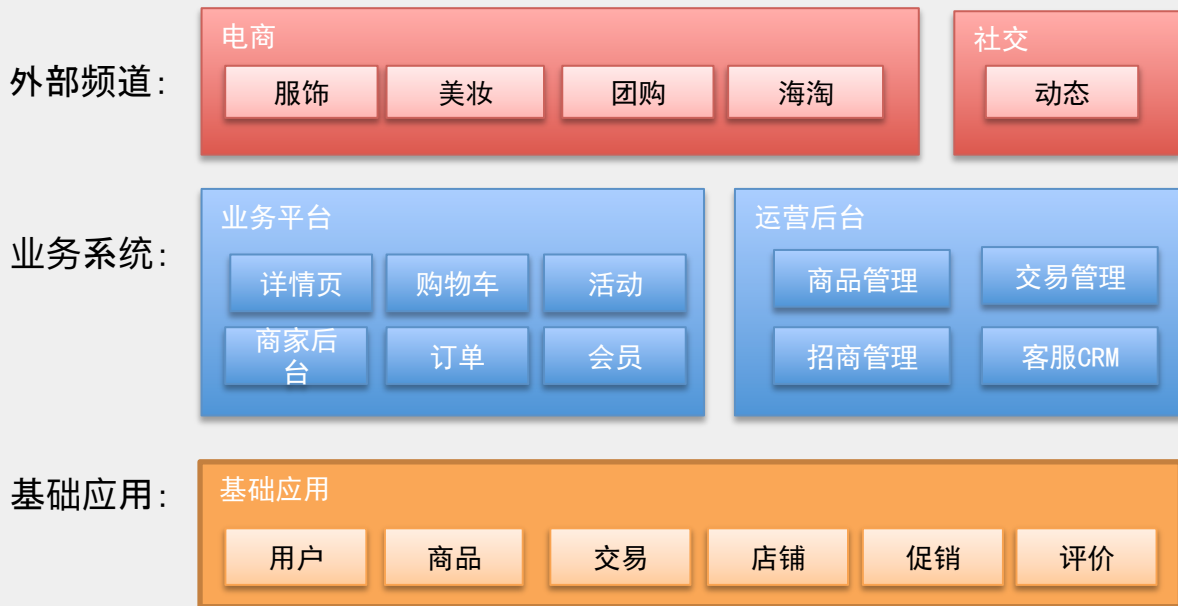 外部频道：
电商
服饰 美妆 团购 海淘
社交
动态
业务系统：
业务平台
详情页 购物车 活动
商家后
台
订单 会员
运营后台
商品管理 交易管理
招商管理 客服CRM
基础应用：
基础应用
用户 商品 交易 店铺 促销 评价